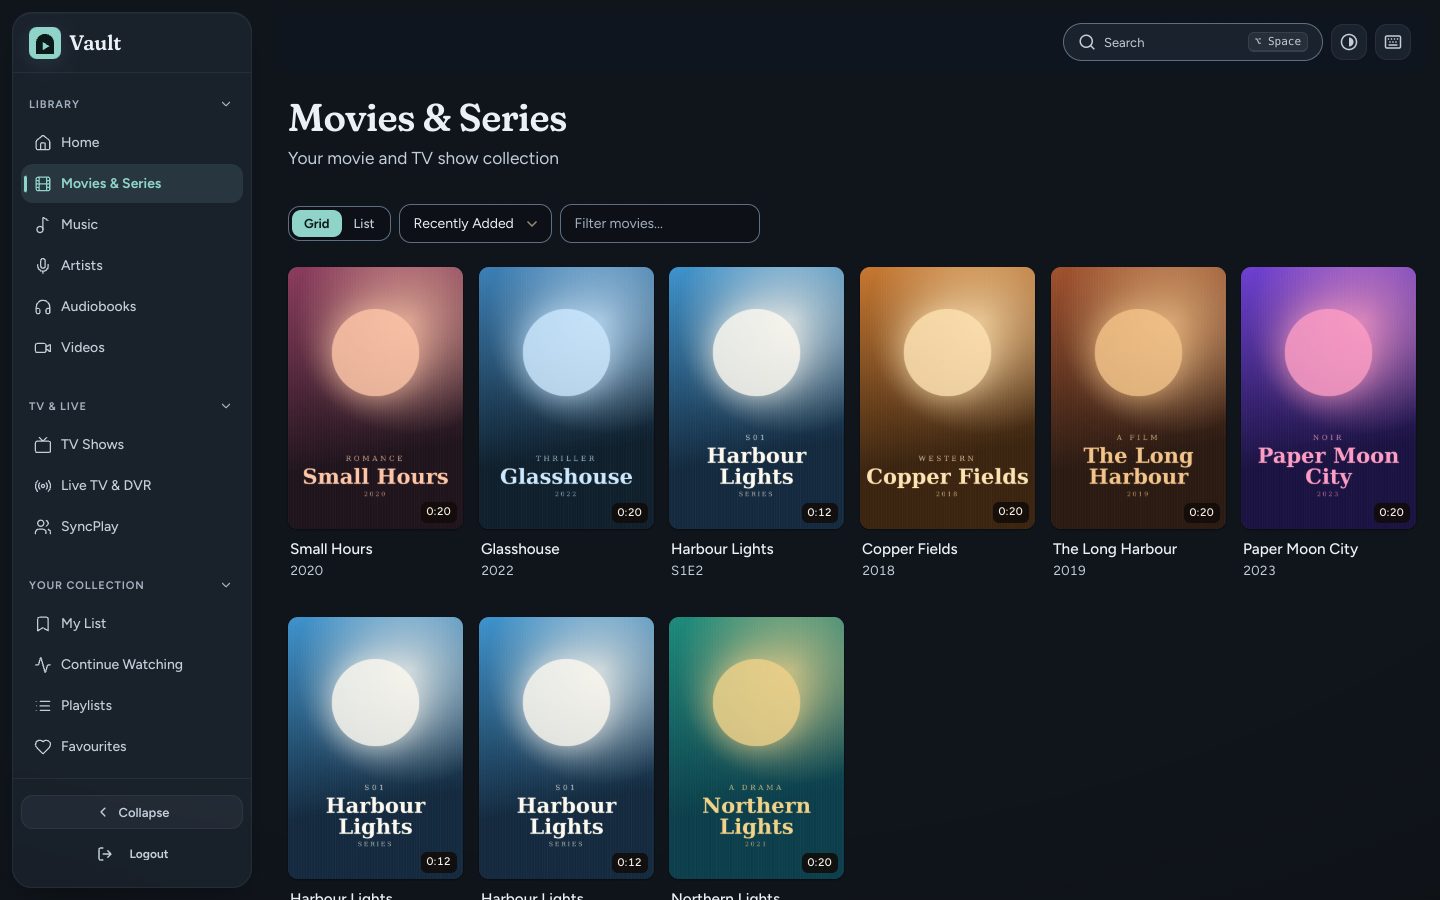 Vault
Search
⌥ Space
LIBRARY
Home
Movies & Series
Music
Artists
Audiobooks
Videos
TV & LIVE
TV Shows
Live TV & DVR
SyncPlay
YOUR COLLECTION
My List
Continue Watching
Playlists
Favourites
Collapse
Logout
Movies & Series
Your movie and TV show collection
Grid
List
Recently Added
Filter movies...
ROMANCE
Small Hours
2020
0:20
Small Hours
2020
THRILLER
Glasshouse
2022
0:20
Glasshouse
2022
S01
Harbour
Lights
SERIES
0:12
Harbour Lights
S1E2
WESTERN
Copper Fields
2018
0:20
Copper Fields
2018
A FILM
The Long
Harbour
2019
0:20
The Long Harbour
2019
NOIR
Paper Moon
City
2023
0:20
Paper Moon City
2023
S01
Harbour
Lights
SERIES
0:12
Harbour Lights
S01
Harbour
Lights
SERIES
0:12
Harbour Lights
A DRAMA
Northern
Lights
2021
0:20
Northern Lights